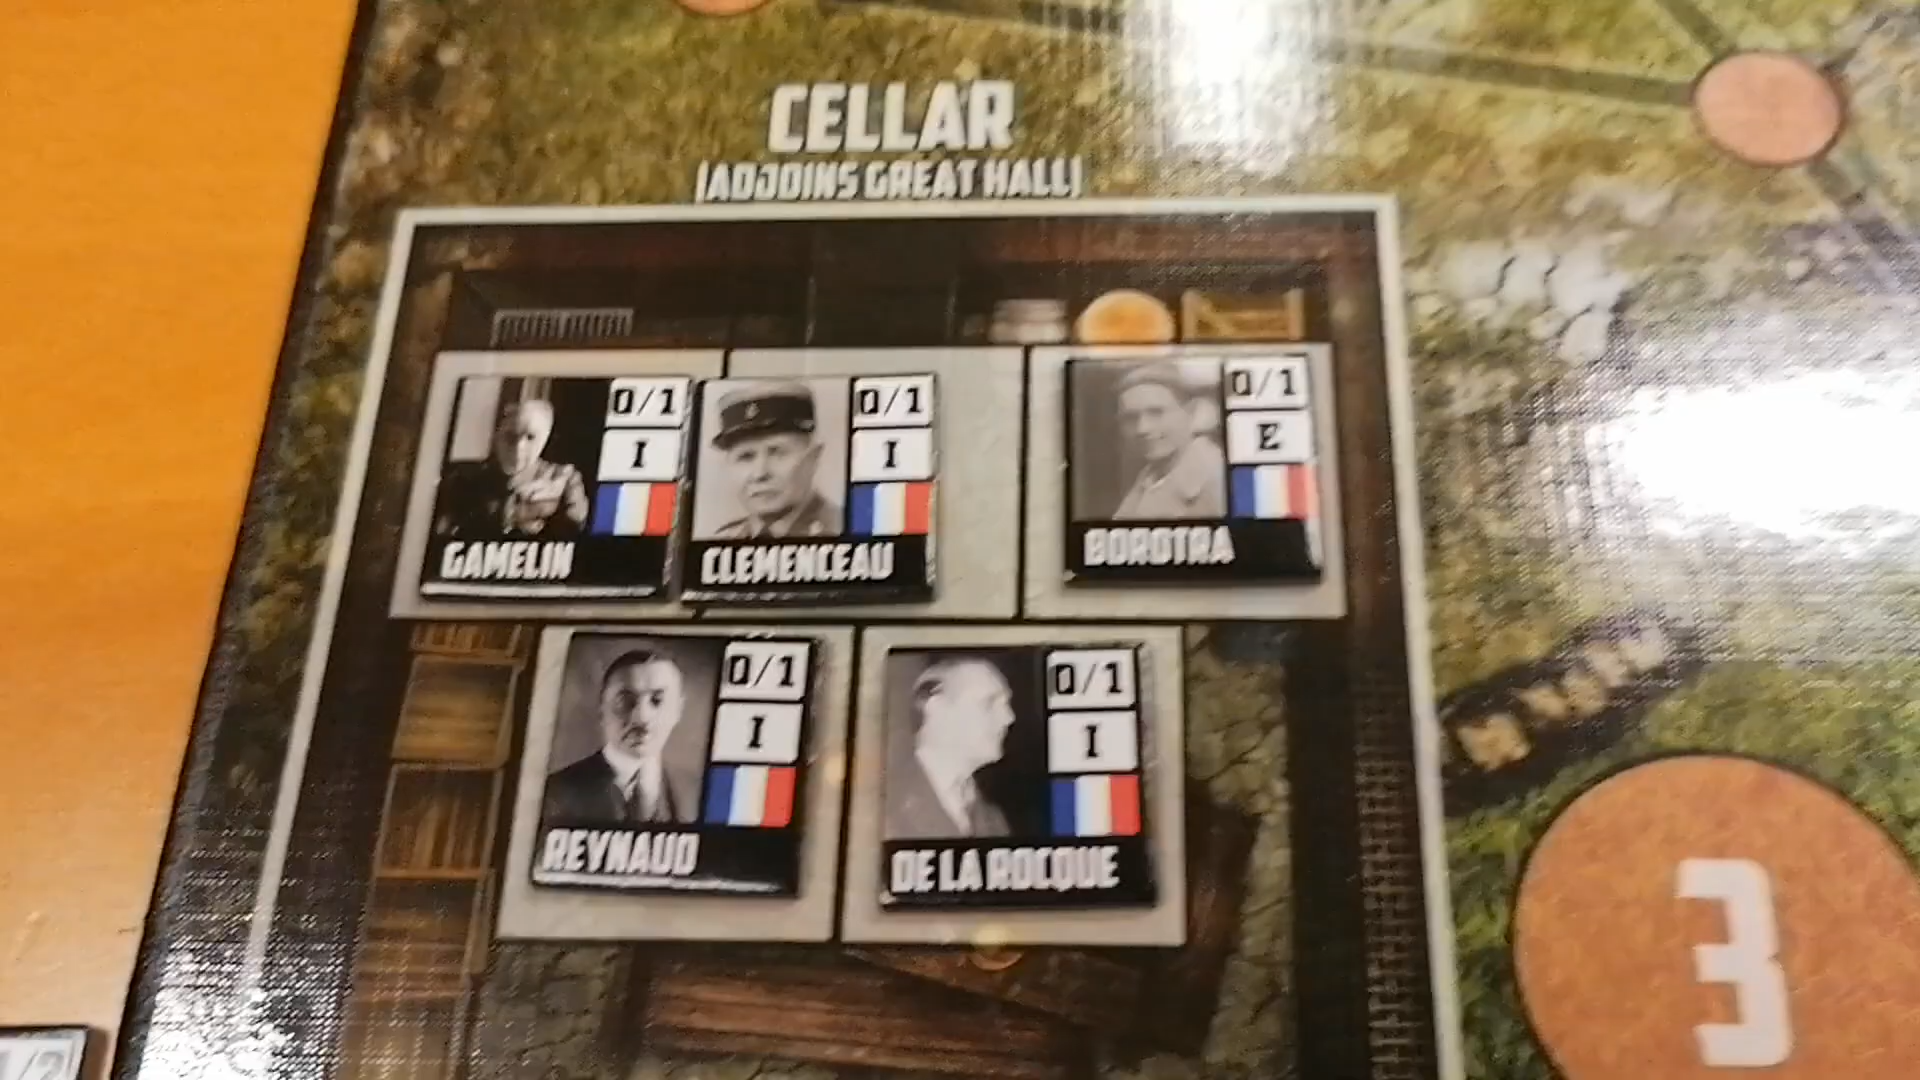 CELLAR
(ADJOINS GREAT HALL)
0/1
I
GAMELIN
0/1
I
CLEMENCEAU
0/1
E
BOROTRA
0/1
I
REYNAUD
0/1
I
DE LA ROCQUE
3